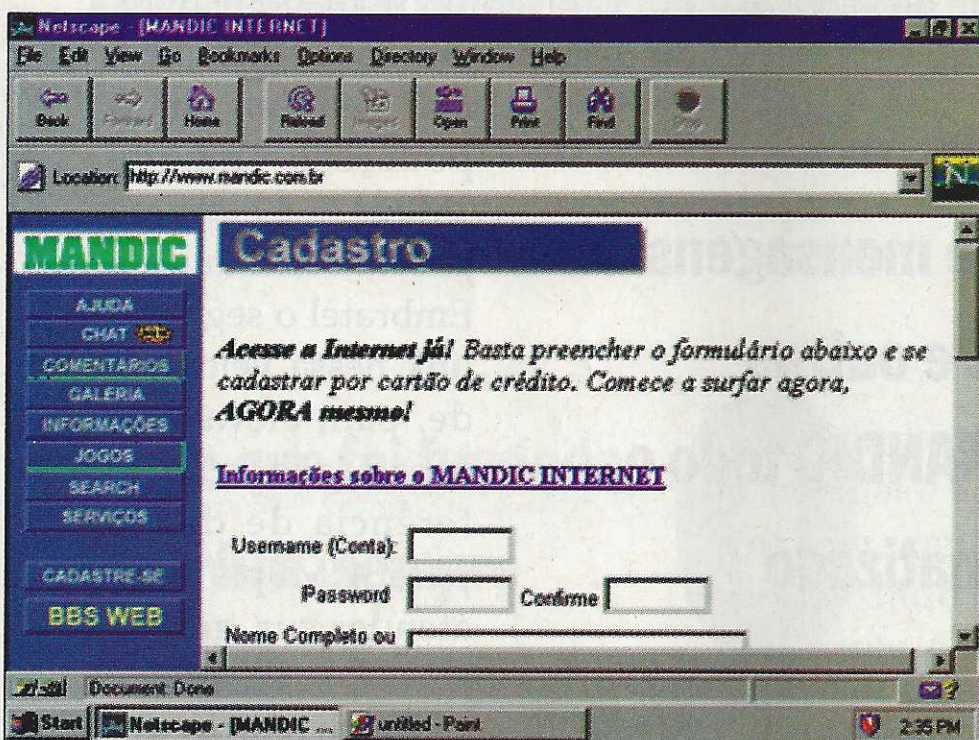 Netscape - [MANDIC INTERNET]
File Edit View Go Bookmarks Options Directory Window Help
Back Forward Home Reload Images Open Print Find Stop
Location: http://www.mandic.com.br
N
MANDIC
Cadastro
AJUDA
CHAT
COMENTÁRIOS
GALERIA
INFORMAÇÕES
JOGOS
SEARCH
SERVIÇOS
CADASTRE-SE
BBS WEB
Acesse a Internet já! Basta preencher o formulário abaixo e se
cadastrar por cartão de crédito. Comece a surfar agora,
AGORA mesmo!
Informações sobre o MANDIC INTERNET
Username (Conta):
Password Confirme
Nome Completo ou
Document: Done
Start Netscape - [MANDIC ... untitled - Paint 2:35 PM